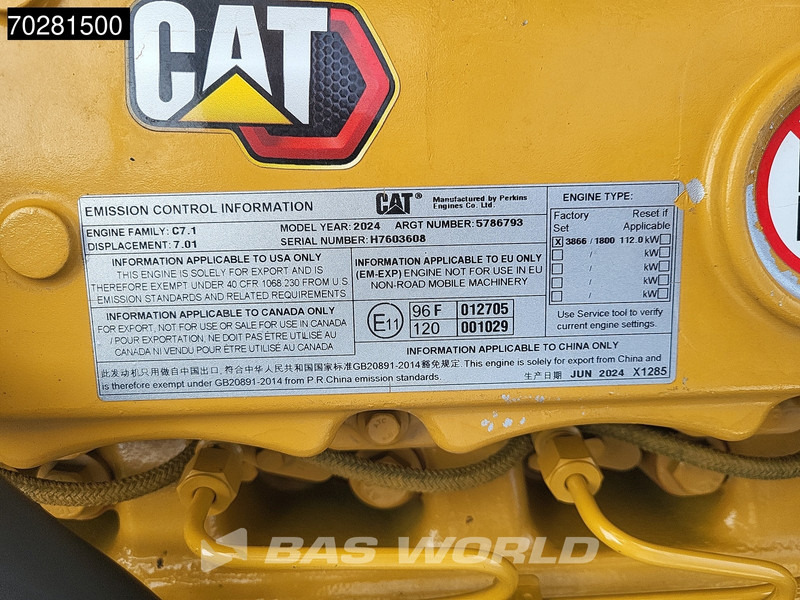 70281500
CAT
EMISSION CONTROL INFORMATION
CAT® Manufactured by Perkins Engines Co. Ltd.
ENGINE FAMILY: C7.1 MODEL YEAR: 2024 ARGT NUMBER: 5786793
DISPLACEMENT: 7.01 SERIAL NUMBER: H7603608
INFORMATION APPLICABLE TO USA ONLY
THIS ENGINE IS SOLELY FOR EXPORT AND IS
THEREFORE EXEMPT UNDER 40 CFR 1068 230 FROM U S
EMISSION STANDARDS AND RELATED REQUIREMENTS
INFORMATION APPLICABLE TO EU ONLY
(EM-EXP) ENGINE NOT FOR USE IN EU
NON-ROAD MOBILE MACHINERY
INFORMATION APPLICABLE TO CANADA ONLY
FOR EXPORT, NOT FOR USE OR SALE FOR USE IN CANADA
/ POUR EXPORTATION, NE DOIT PAS ÊTRE UTILISÉ AU
CANADA NI VENDU POUR ÊTRE UTILISÉ AU CANADA
E11 96 F 012705
120 001029
INFORMATION APPLICABLE TO CHINA ONLY
此发动机只用做自中国出口, 符合中华人民共和国国家标准GB20891-2014豁免规定. This engine is solely for export from China and
is therefore exempt under GB20891-2014 from P.R.China emission standards.
生产日期 JUN 2024 X1285
ENGINE TYPE:
Factory Set Reset if Applicable
X 3866 / 1800 112.0 kW
/ kW
/ kW
/ kW
/ kW
Use Service tool to verify
current engine settings.
BAS WORLD